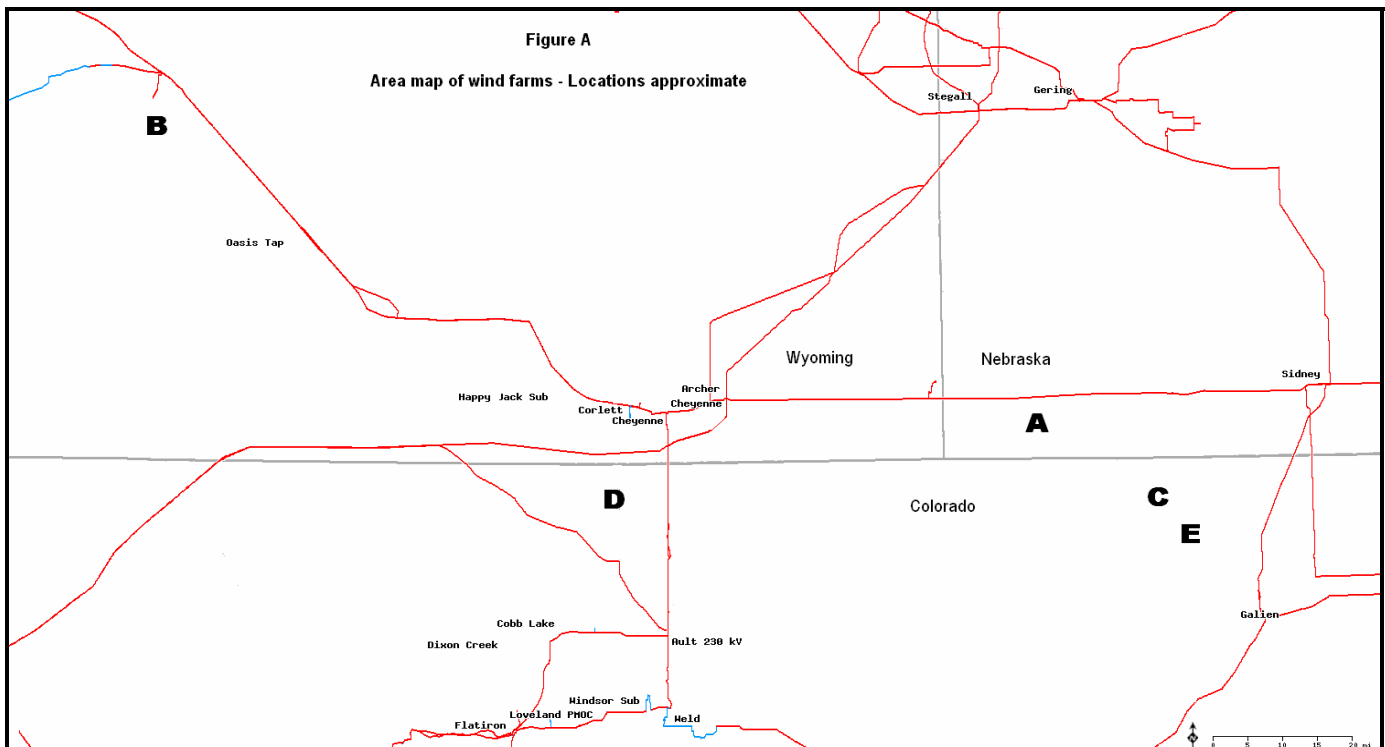 Figure A
Area map of wind farms - Locations approximate
Stegall
Gering
B
Oasis Tap
Wyoming
Nebraska
Sidney
Archer
Happy Jack Sub
Cheyenne
Corlett
Cheyenne
A
D
C
Colorado
E
Galien
Cobb Lake
Dixon Creek
Ault 230 kV
Windsor Sub
Loveland PMOC
Weld
Flatiron
N
0 5 10 15 20 mi